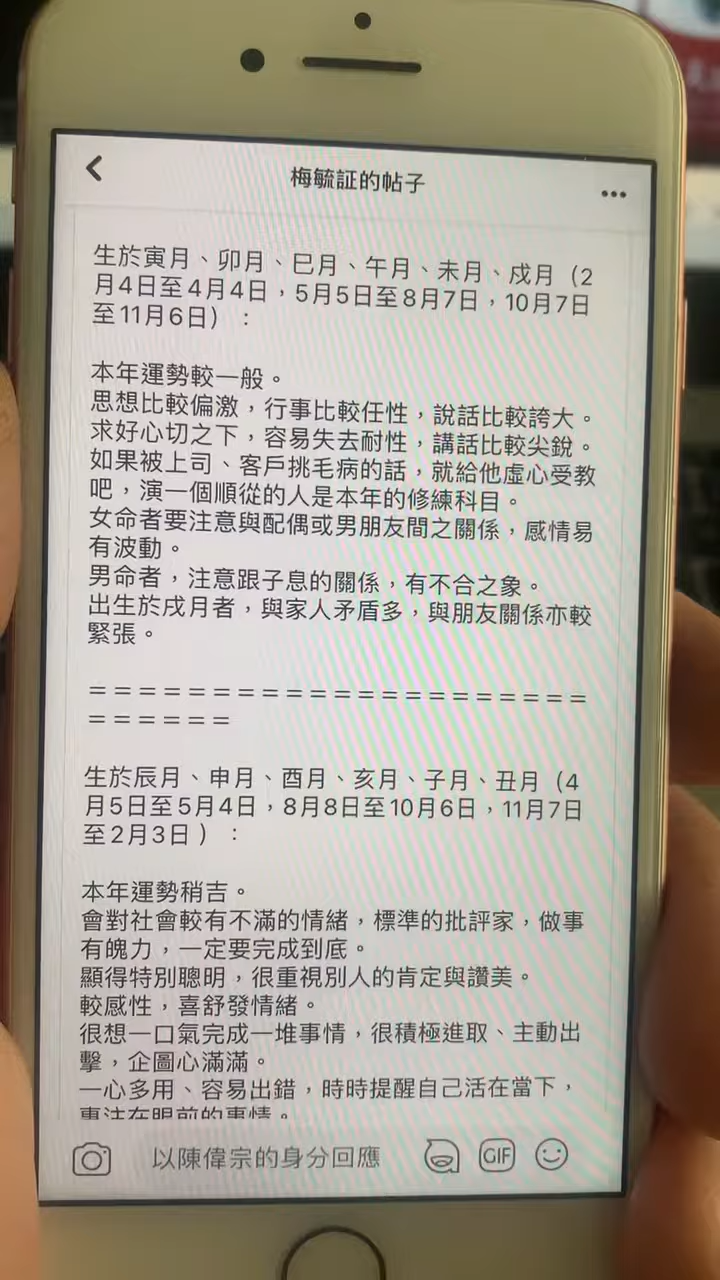 梅毓証的帖子
生於寅月、卯月、巳月、午月、未月、戍月（2
月4日至4月4日，5月5日至8月7日，10月7日
至11月6日）：
本年運勢較一般。
思想比較偏激，行事比較任性，說話比較誇大。
求好心切之下，容易失去耐性，講話比較尖銳。
如果被上司、客戶挑毛病的話，就給他虛心受教
吧，演一個順從的人是本年的修練科目。
女命者要注意與配偶或男朋友間之關係，感情易
有波動。
男命者，注意跟子息的關係，有不合之象。
出生於戍月者，與家人矛盾多，與朋友關係亦較
緊張。
＝＝＝＝＝＝＝＝＝＝＝＝＝＝＝＝＝＝＝＝
＝＝＝＝＝＝
生於辰月、申月、酉月、亥月、子月、丑月（4
月5日至5月4日，8月8日至10月6日，11月7日
至2月3日）：
本年運勢稍吉。
會對社會較有不滿的情緒，標準的批評家，做事
有魄力，一定要完成到底。
顯得特別聰明，很重視別人的肯定與讚美。
較感性，喜舒發情緒。
很想一口氣完成一堆事情，很積極進取、主動出
擊，企圖心滿滿。
一心多用、容易出錯，時時提醒自己活在當下，
專注在眼前的事情。
以陳偉宗的身分回應
GIF